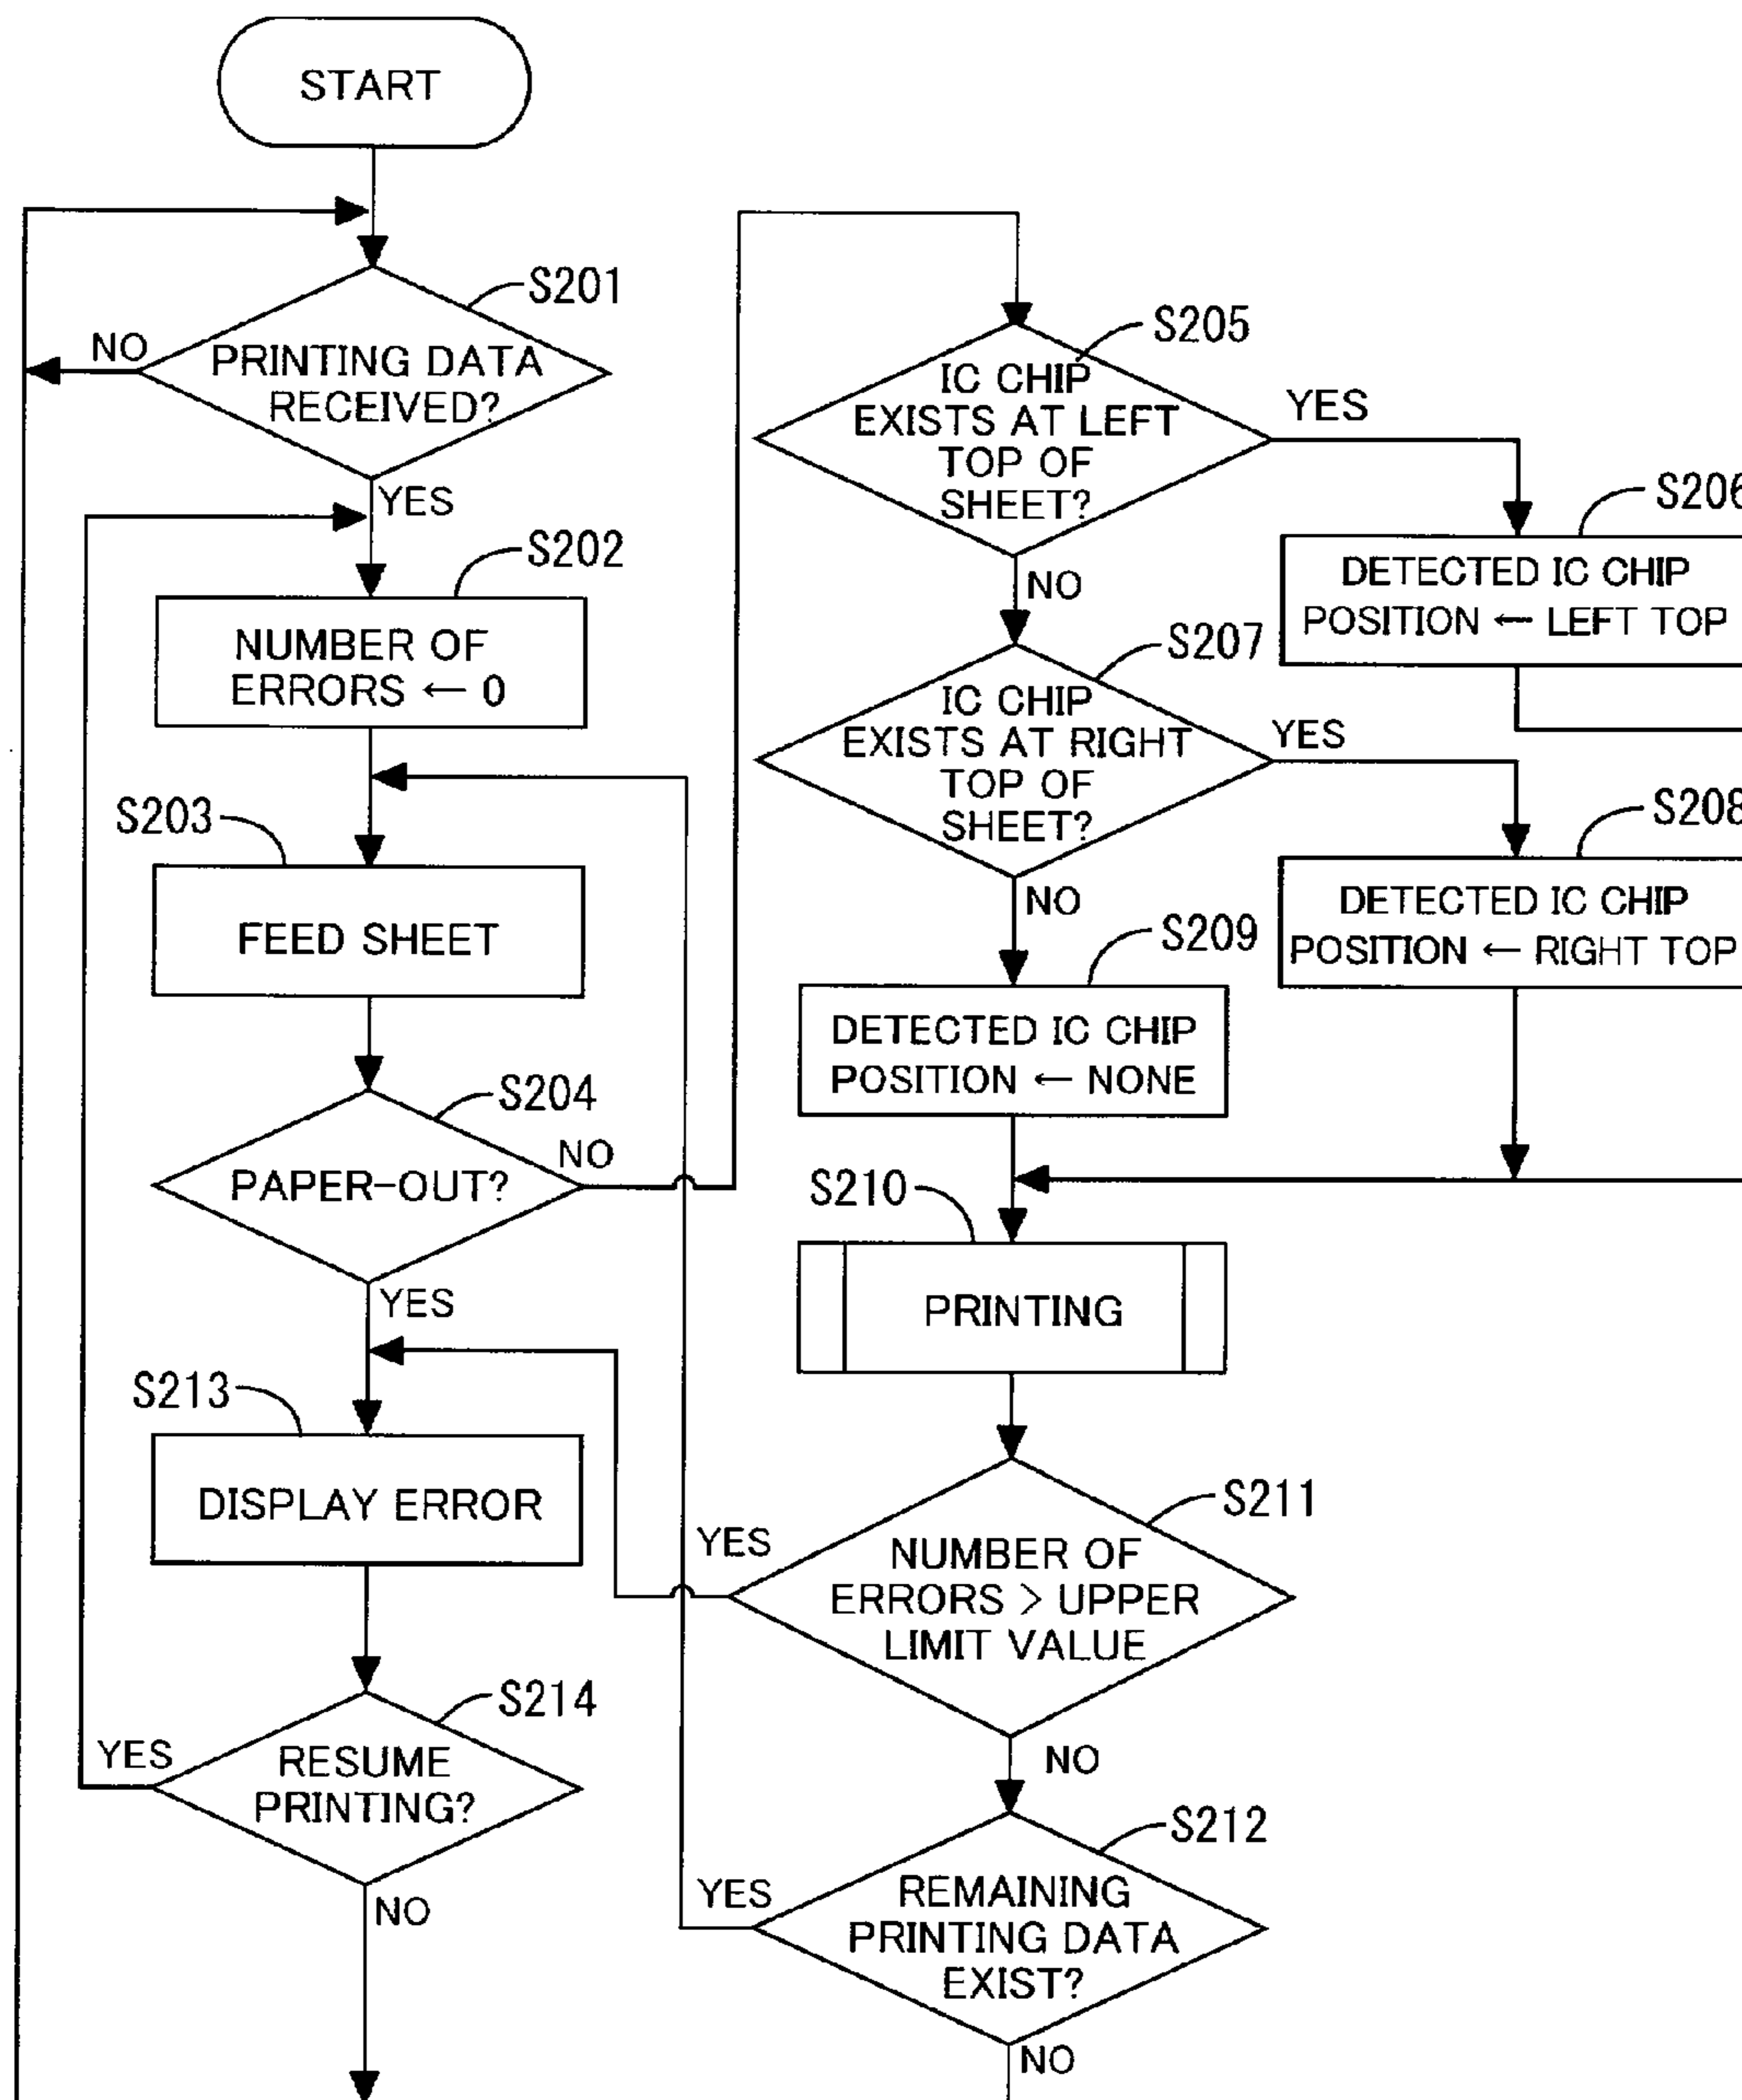 START
S201
NO
PRINTING DATA
RECEIVED?
YES
S202
NUMBER OF
ERRORS ← 0
S203
FEED SHEET
S204
NO
PAPER-OUT?
YES
S213
DISPLAY ERROR
S214
YES
RESUME
PRINTING?
NO
S205
IC CHIP
EXISTS AT LEFT
TOP OF
SHEET?
YES
NO
S206
DETECTED IC CHIP
POSITION ← LEFT TOP
S207
IC CHIP
EXISTS AT RIGHT
TOP OF
SHEET?
YES
NO
S208
DETECTED IC CHIP
POSITION ← RIGHT TOP
S209
DETECTED IC CHIP
POSITION ← NONE
S210
PRINTING
S211
YES
NUMBER OF
ERRORS > UPPER
LIMIT VALUE
NO
S212
YES
REMAINING
PRINTING DATA
EXIST?
NO